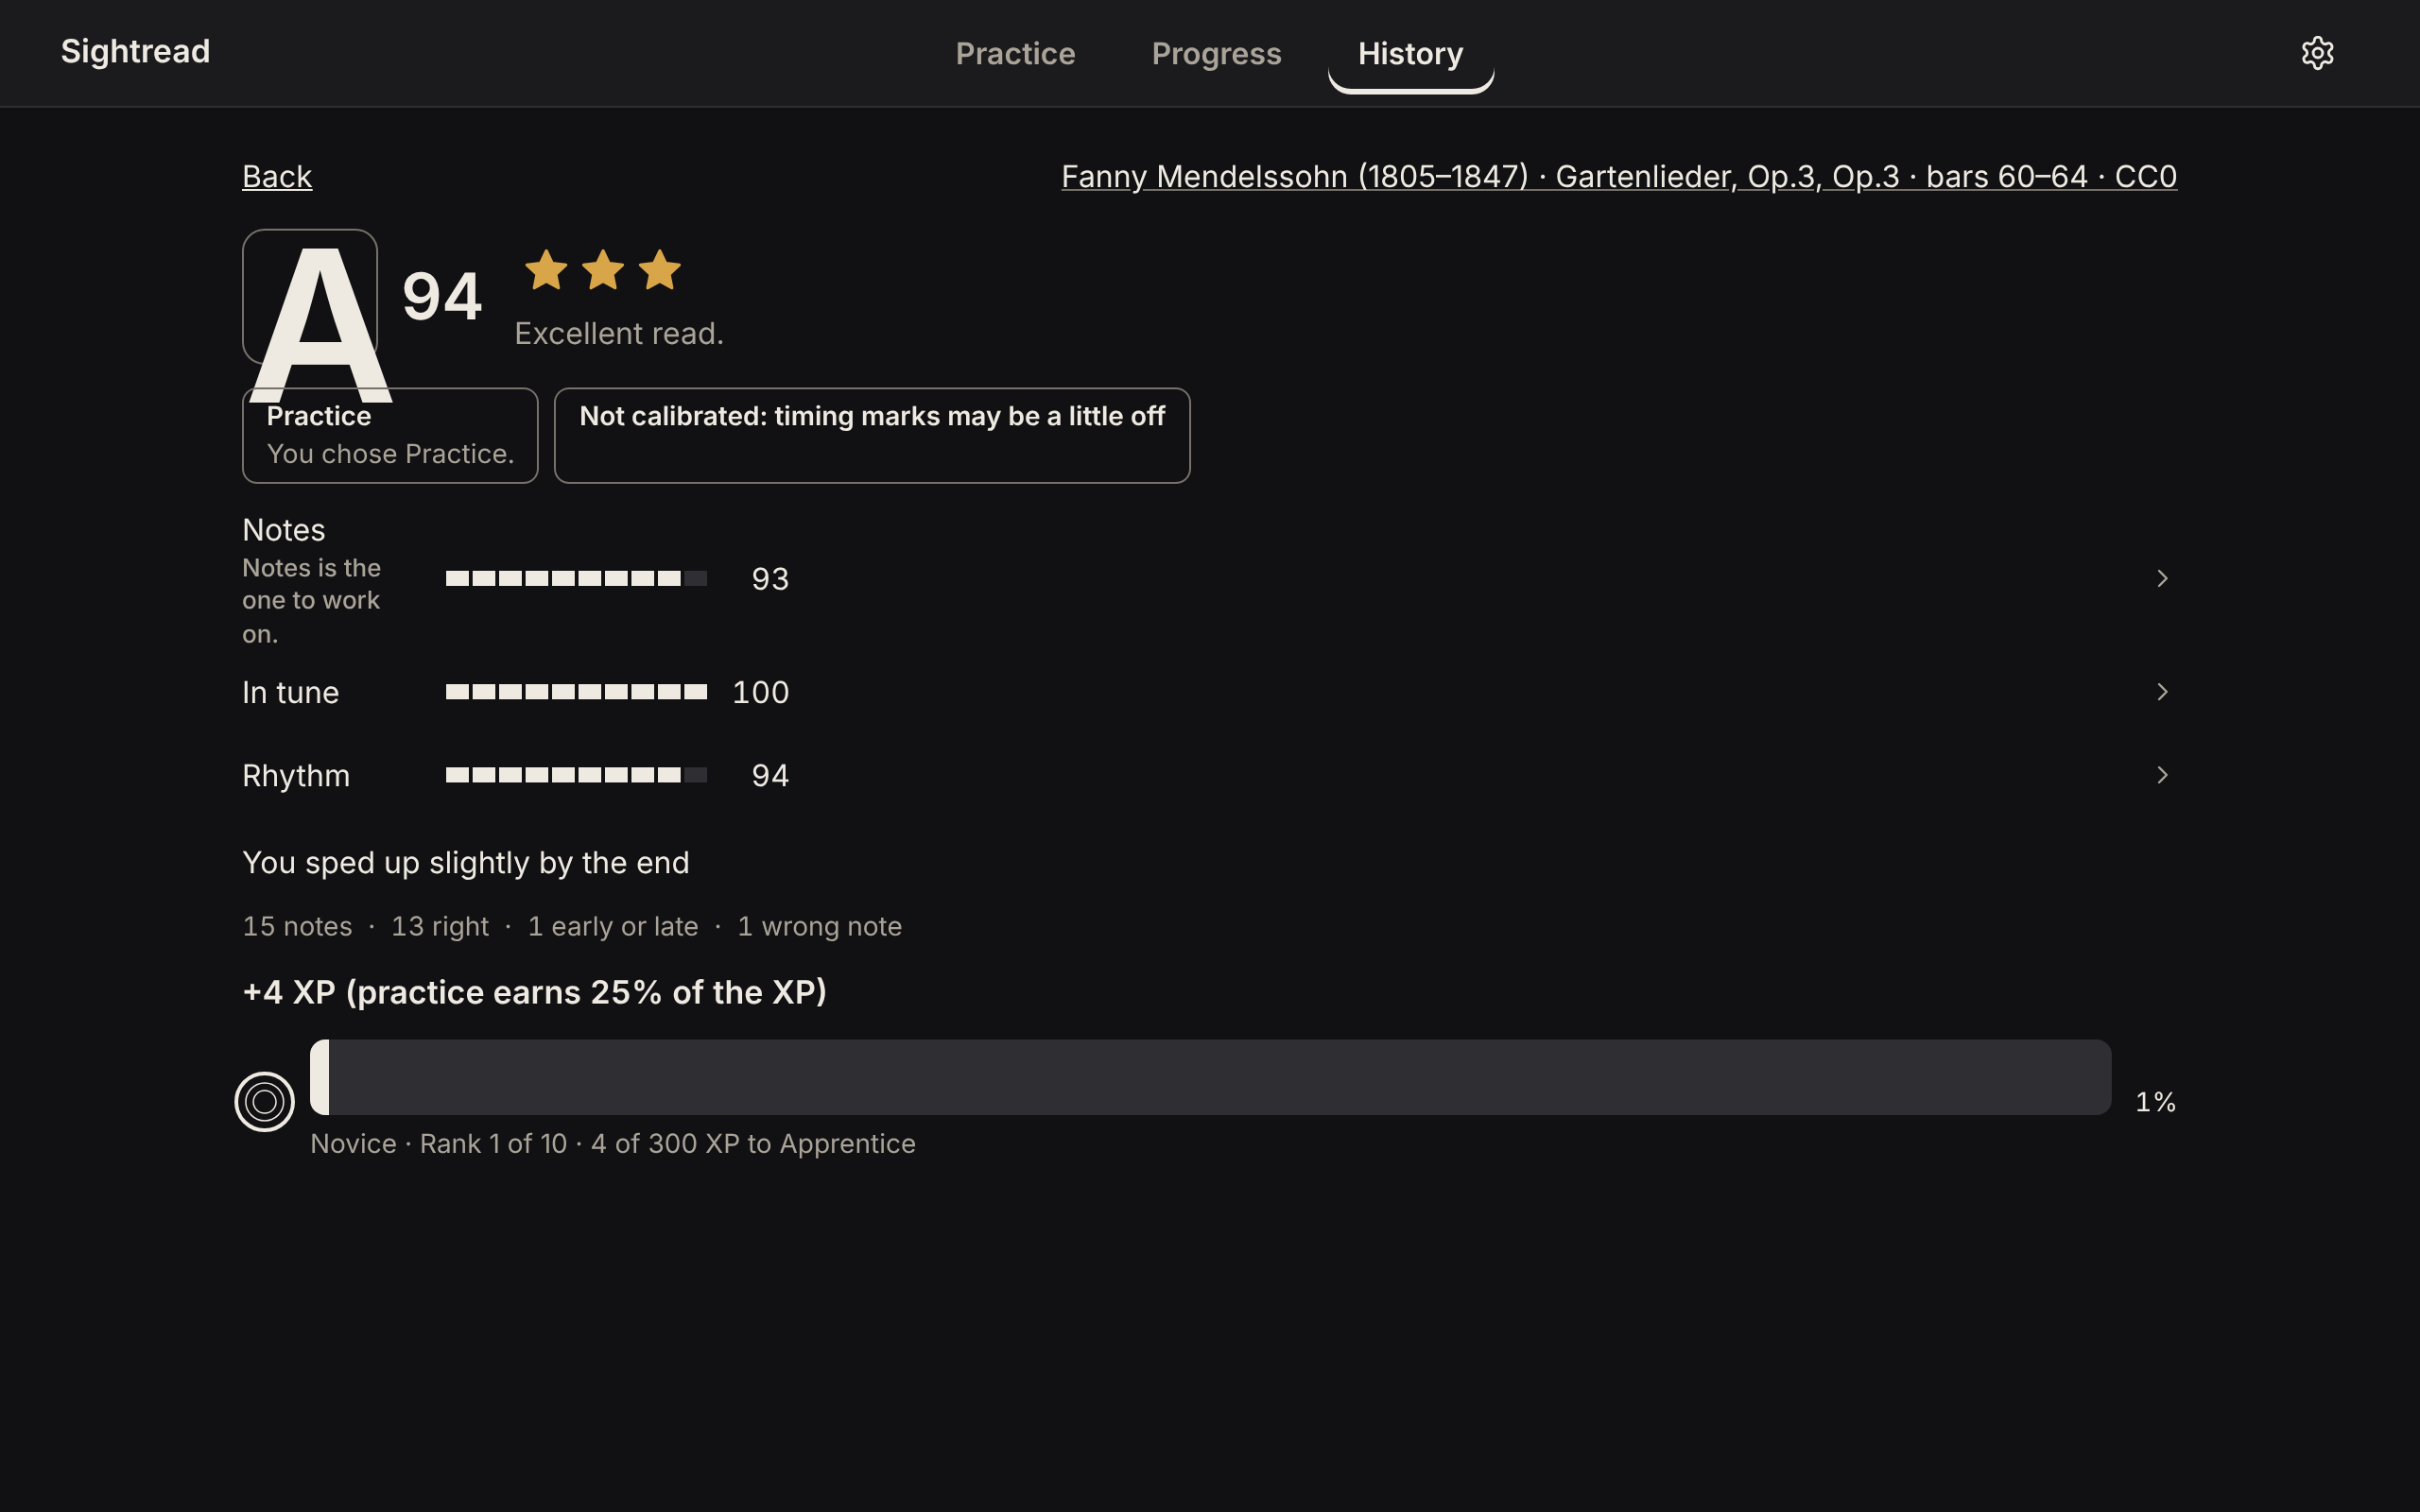 Sightread
Practice
Progress
History
Back
Fanny Mendelssohn (1805–1847) · Gartenlieder, Op.3, Op.3 · bars 60–64 · CC0
A
94
Excellent read.
Practice
You chose Practice.
Not calibrated: timing marks may be a little off
Notes
Notes is the
one to work
on.
93
In tune
100
Rhythm
94
You sped up slightly by the end
15 notes · 13 right · 1 early or late · 1 wrong note
+4 XP (practice earns 25% of the XP)
1%
Novice · Rank 1 of 10 · 4 of 300 XP to Apprentice